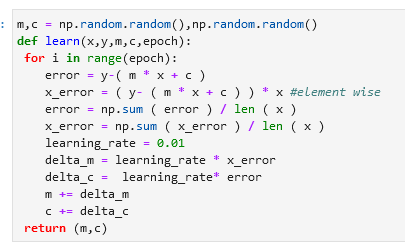 : m,c = np.random.random(),np.random.random()
def learn(x,y,m,c,epoch):
for i in range(epoch):
error = y-( m * x + c )
x_error = ( y- ( m * x + c ) ) * x #element wise
error = np.sum ( error ) / len ( x )
x_error = np.sum ( x_error ) / len ( x )
learning_rate = 0.01
delta_m = learning_rate * x_error
delta_c =  learning_rate* error
m += delta_m
c += delta_c
return (m,c)